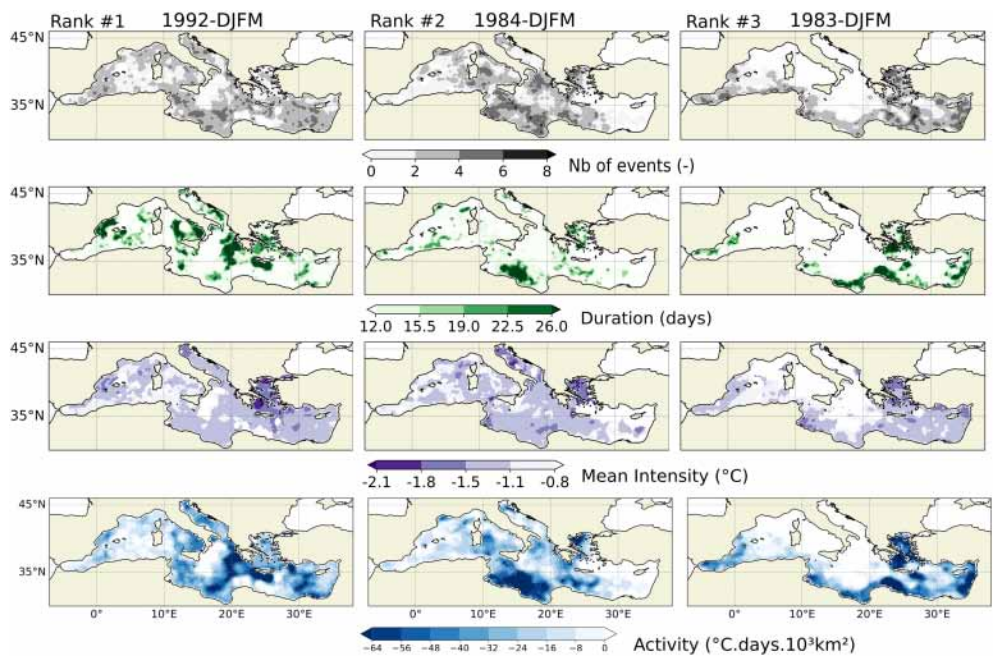 Rank #1 1992-DJFM Rank #2 1984-DJFM Rank #3 1983-DJFM
45°N
35°N
0 2 4 6 8 Nb of events (-)
45°N
35°N
12.0 15.5 19.0 22.5 26.0 Duration (days)
45°N
35°N
-2.1 -1.8 -1.5 -1.1 -0.8 Mean Intensity (°C)
45°N
35°N
0° 10°E 20°E 30°E 0° 10°E 20°E 30°E 0° 10°E 20°E 30°E
−64 −56 −48 −40 −32 −24 −16 −8 0 Activity (°C.days.10³km²)